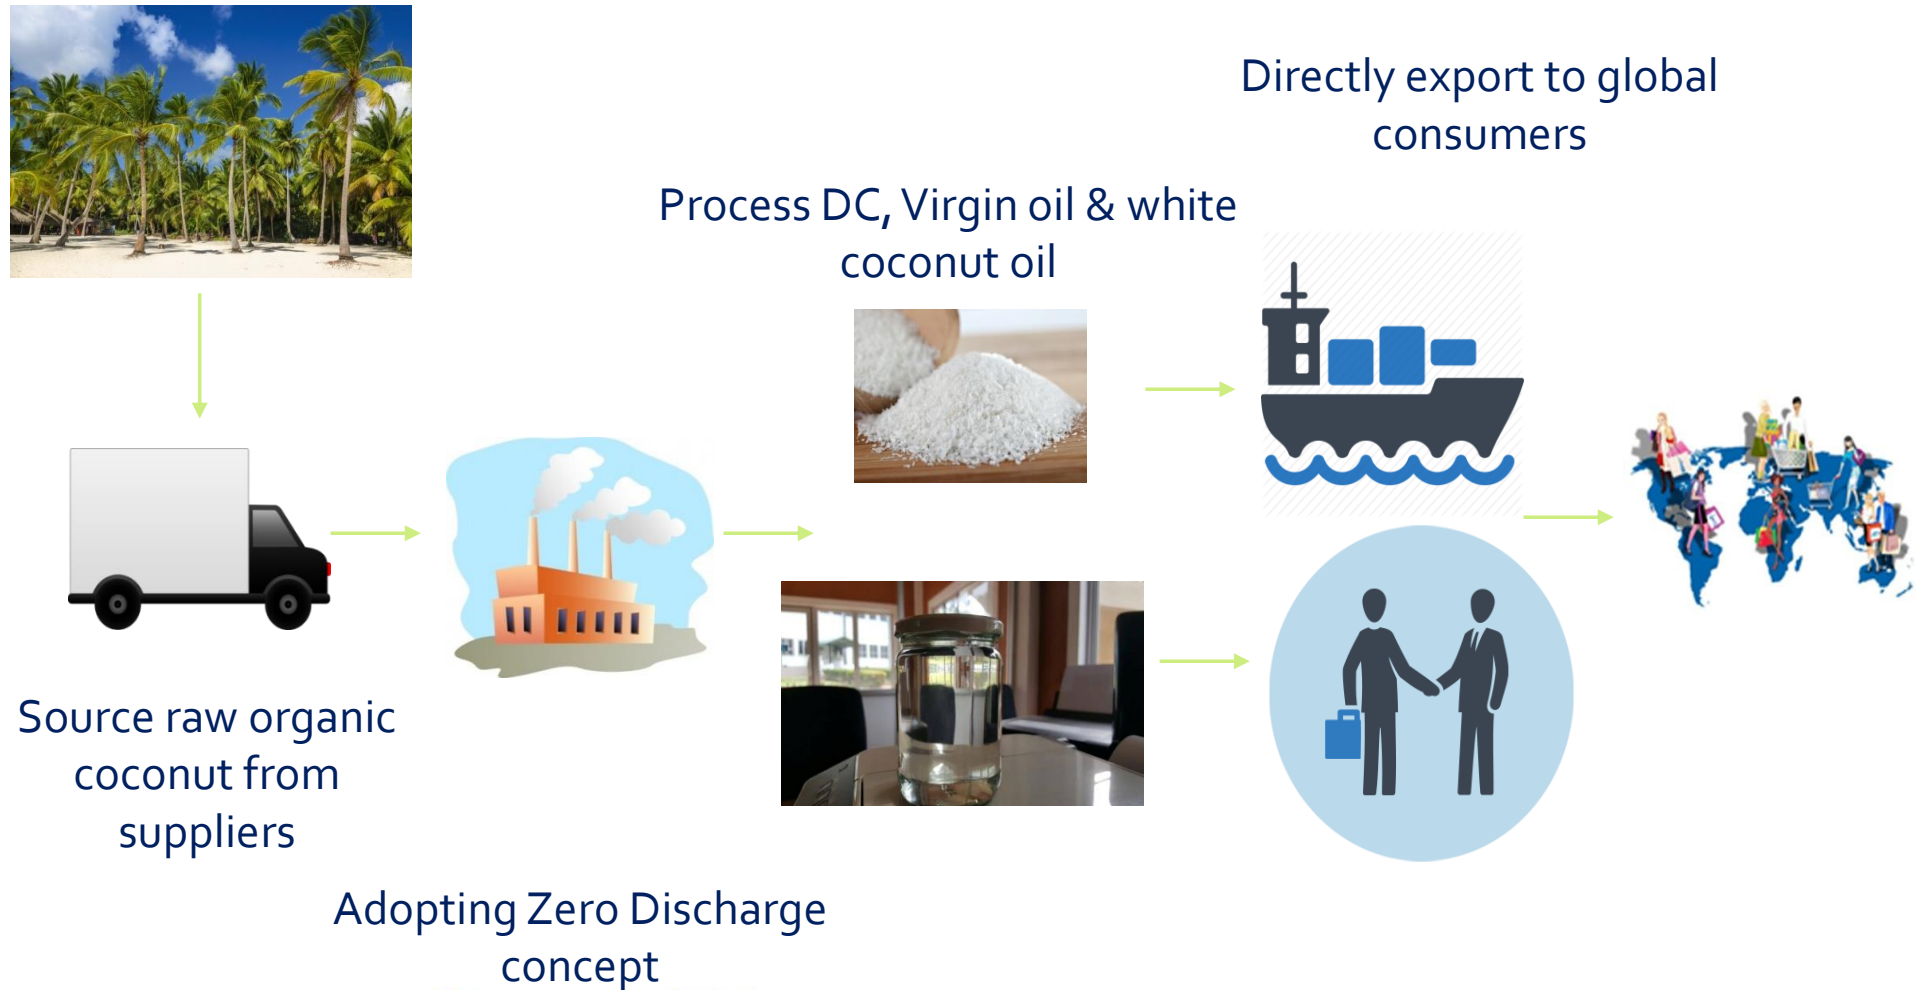 Directly export to global
consumers
Process DC, Virgin oil & white
coconut oil
Source raw organic
coconut from
suppliers
Adopting Zero Discharge
concept